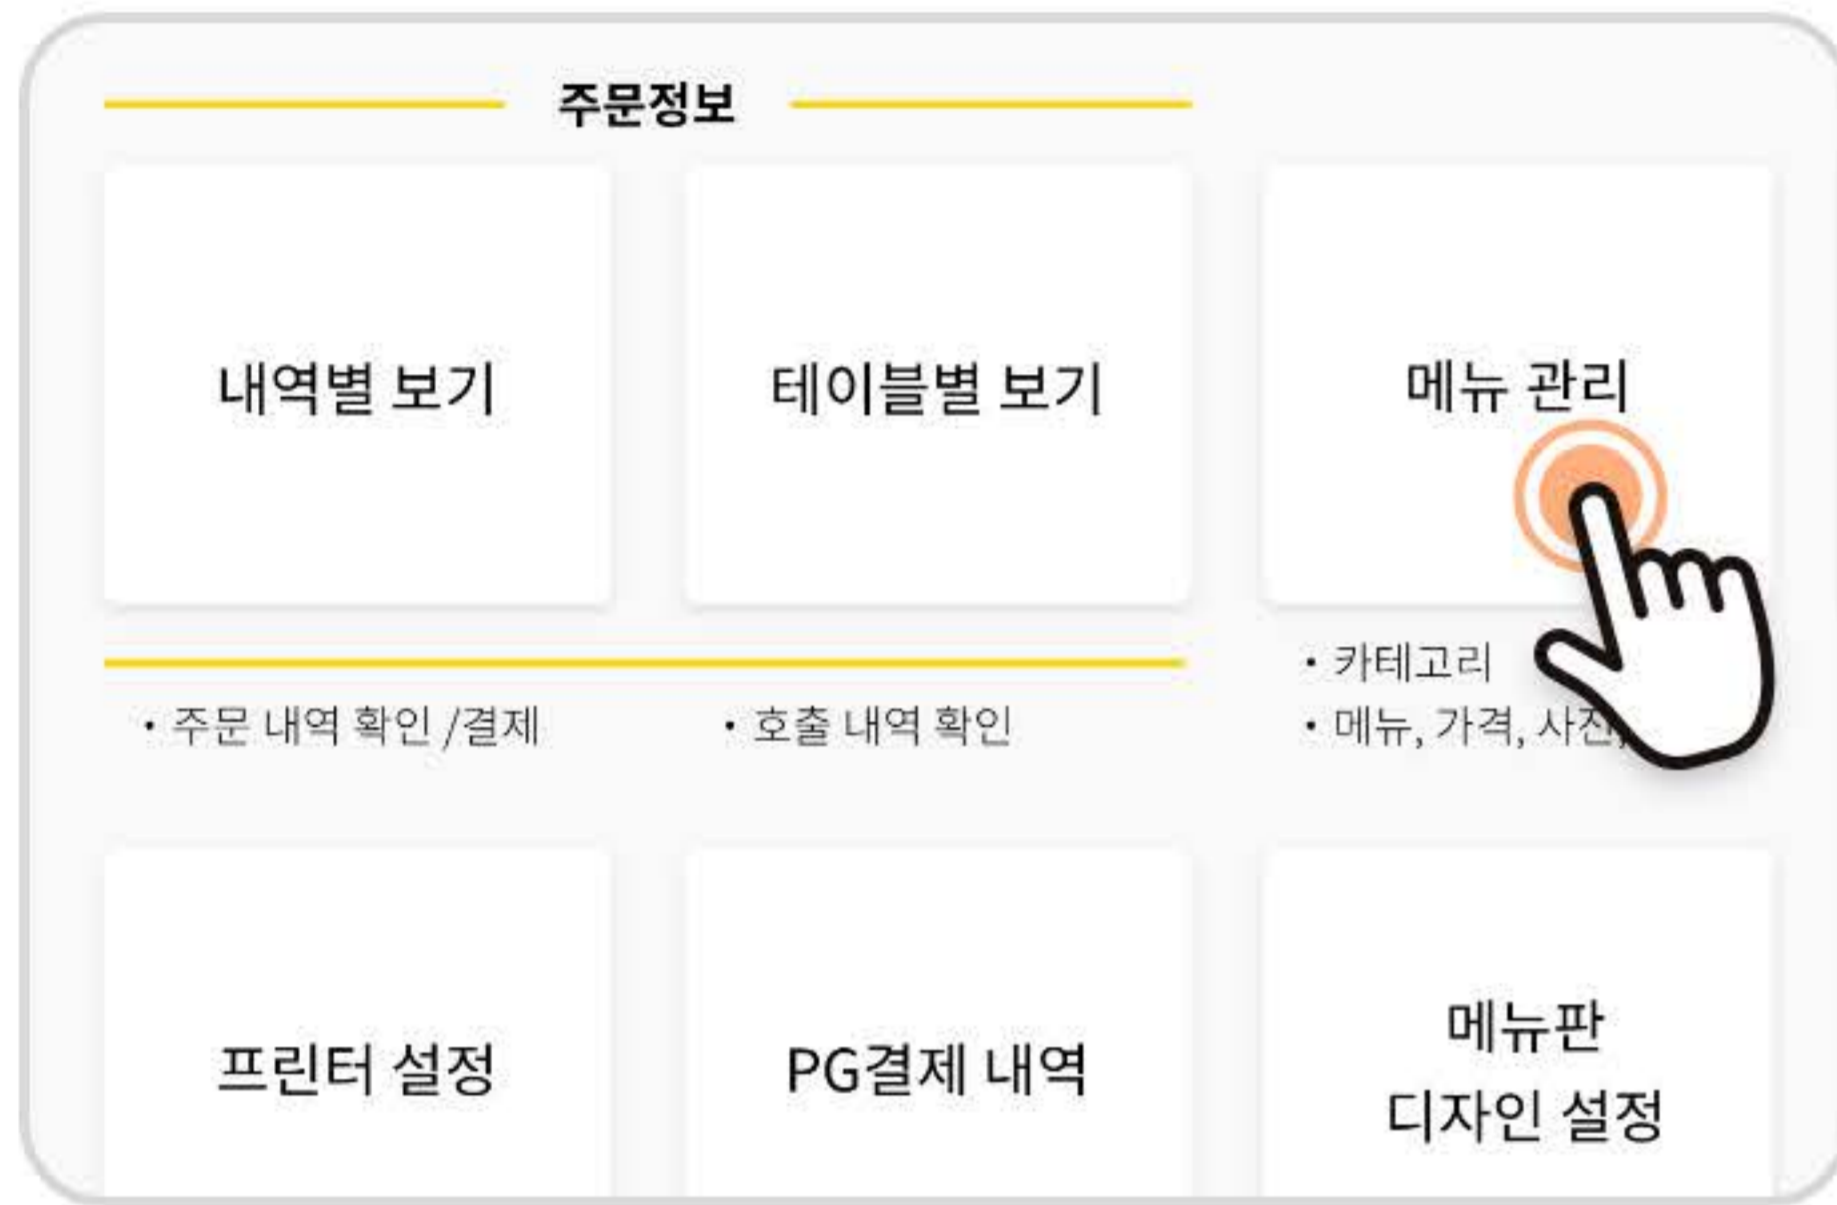 주문정보
내역별 보기
테이블별 보기
메뉴 관리
• 주문 내역 확인 /결제
• 호출 내역 확인
• 카테고리
• 메뉴, 가격, 사진,
프린터 설정
PG결제 내역
메뉴판
디자인 설정